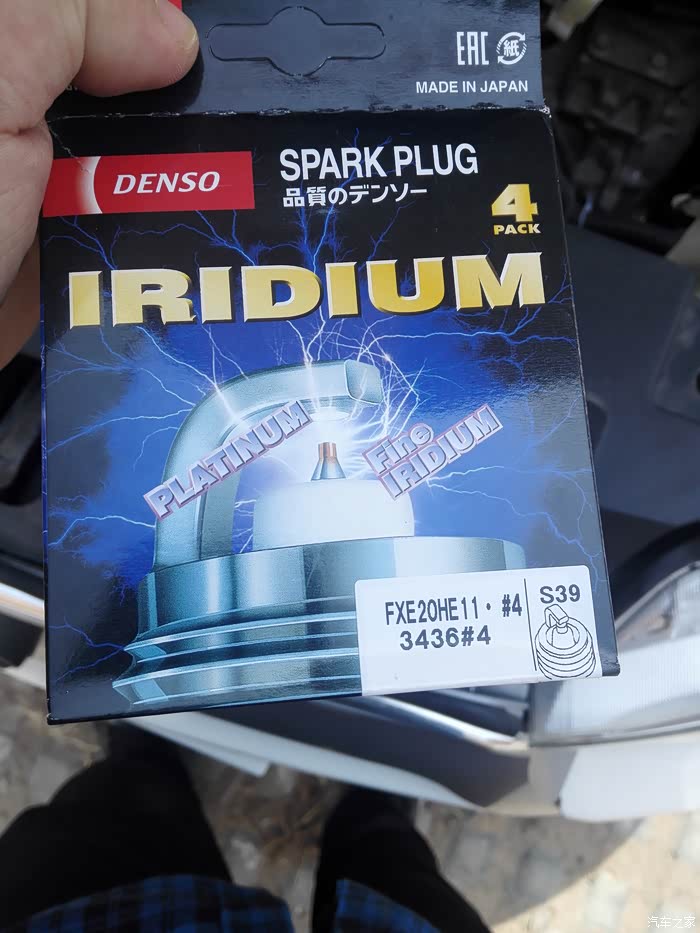 EAC 紙
MADE IN JAPAN
DENSO
SPARK PLUG
品質のデンソー
4
PACK
IRIDIUM
PLATINUM
Fine
IRIDIUM
FXE20HE11・ #4
3436#4
S39
汽车之家